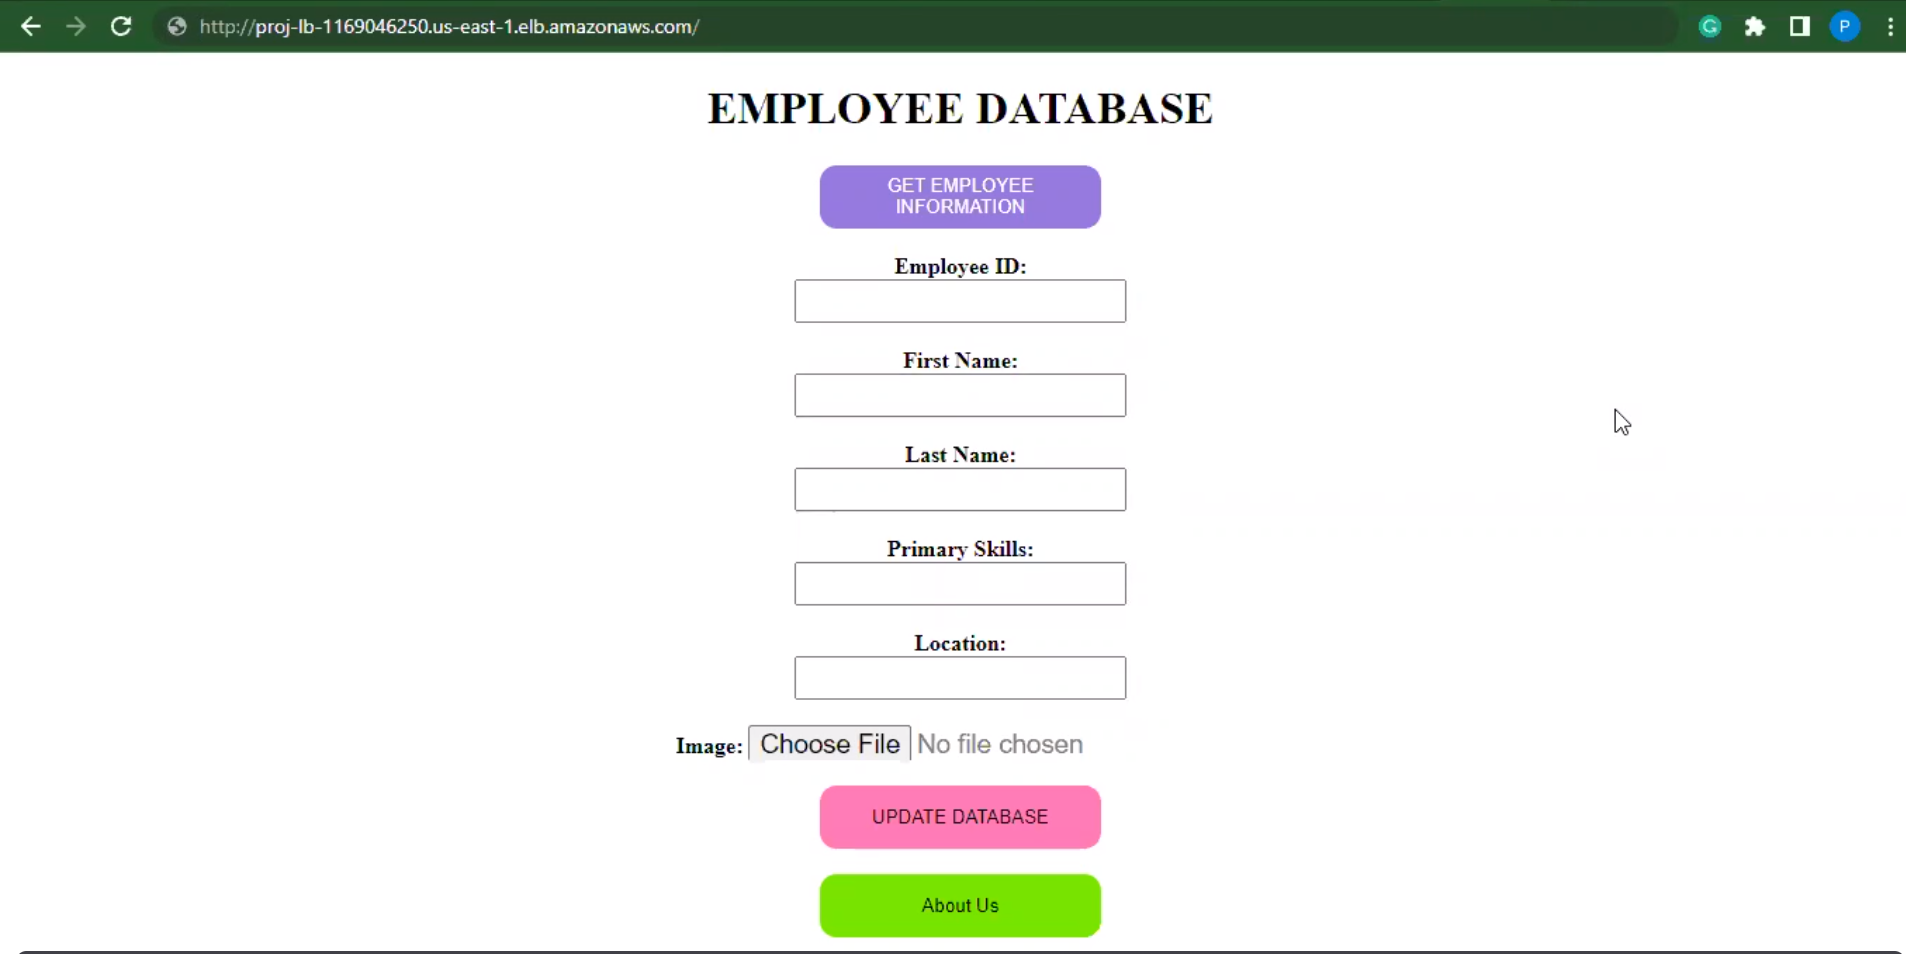 http://proj-lb-1169046250.us-east-1.elb.amazonaws.com/
G
P
EMPLOYEE DATABASE
GET EMPLOYEE
INFORMATION
Employee ID:
First Name:
Last Name:
Primary Skills:
Location:
Image: Choose File No file chosen
UPDATE DATABASE
About Us